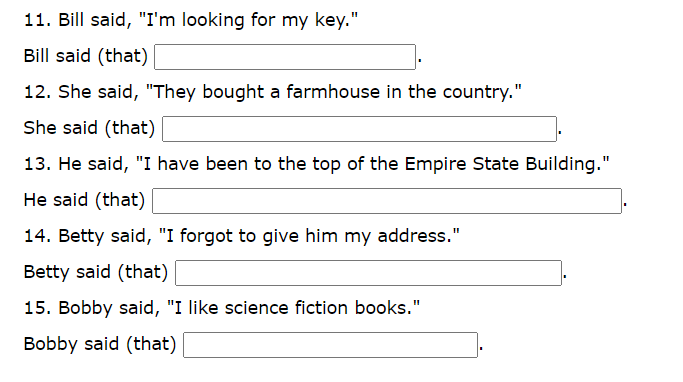 11. Bill said, "I'm looking for my key."
Bill said (that) .
12. She said, "They bought a farmhouse in the country."
She said (that) .
13. He said, "I have been to the top of the Empire State Building."
He said (that) .
14. Betty said, "I forgot to give him my address."
Betty said (that) .
15. Bobby said, "I like science fiction books."
Bobby said (that) .